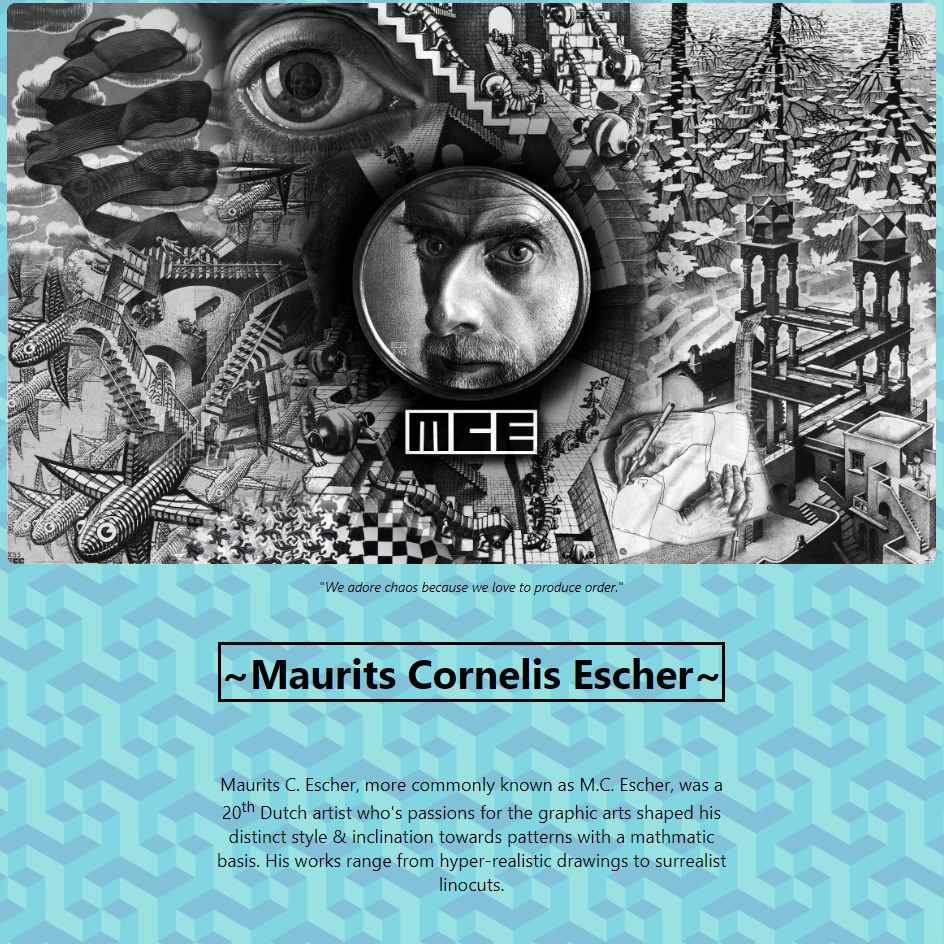 MCE
"We adore chaos because we love to produce order."
~Maurits Cornelis Escher~
Maurits C. Escher, more commonly known as M.C. Escher, was a
20th Dutch artist who's passions for the graphic arts shaped his
distinct style & inclination towards patterns with a mathmatic
basis. His works range from hyper-realistic drawings to surrealist
linocuts.